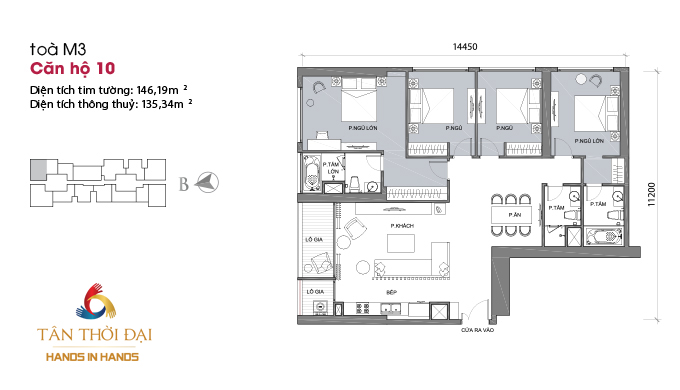 toà M3
Căn hộ 10
Diện tích tim tường: 146,19m ²
Diện tích thông thuỷ: 135,34m ²
B
TÂN THỜI ĐẠI
HANDS IN HANDS
14450
11200
P.NGỦ LỚN
P.NGỦ
P.NGỦ
P.NGỦ LỚN
P.TẮM
LỚN
P.TẮM
P.TẮM
P.ĂN
P.KHÁCH
LÔ GIA
LÔ GIA
BẾP
CỬA RA VÀO